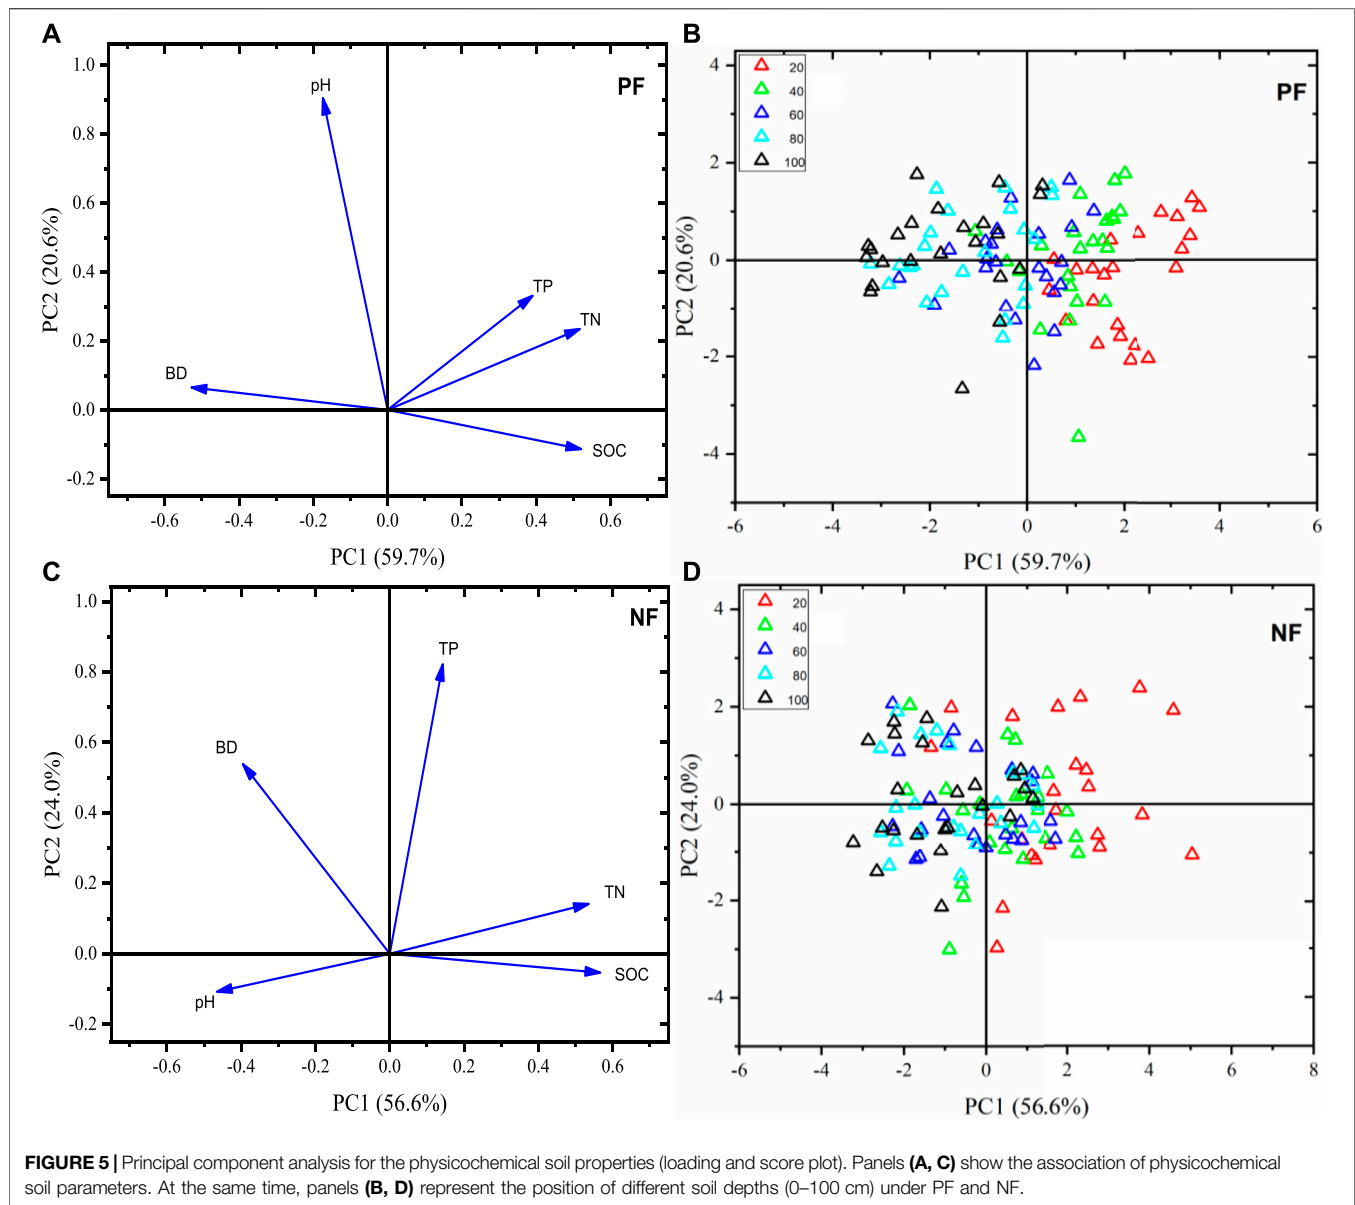 A
PF
1.0
0.8
0.6
0.4
0.2
0.0
-0.2
PC2 (20.6%)
pH
TP
TN
BD
SOC
-0.6 -0.4 -0.2 0.0 0.2 0.4 0.6
PC1 (59.7%)
B
PF
20
40
60
80
100
4
2
0
-2
-4
PC2 (20.6%)
-6 -4 -2 0 2 4 6
PC1 (59.7%)
C
NF
1.0
0.8
0.6
0.4
0.2
0.0
-0.2
PC2 (24.0%)
TP
BD
TN
SOC
pH
-0.6 -0.4 -0.2 0.0 0.2 0.4 0.6
PC1 (56.6%)
D
NF
20
40
60
80
100
4
2
0
-2
-4
PC2 (24.0%)
-6 -4 -2 0 2 4 6 8
PC1 (56.6%)
FIGURE 5 | Principal component analysis for the physicochemical soil properties (loading and score plot). Panels (A, C) show the association of physicochemical
soil parameters. At the same time, panels (B, D) represent the position of different soil depths (0–100 cm) under PF and NF.